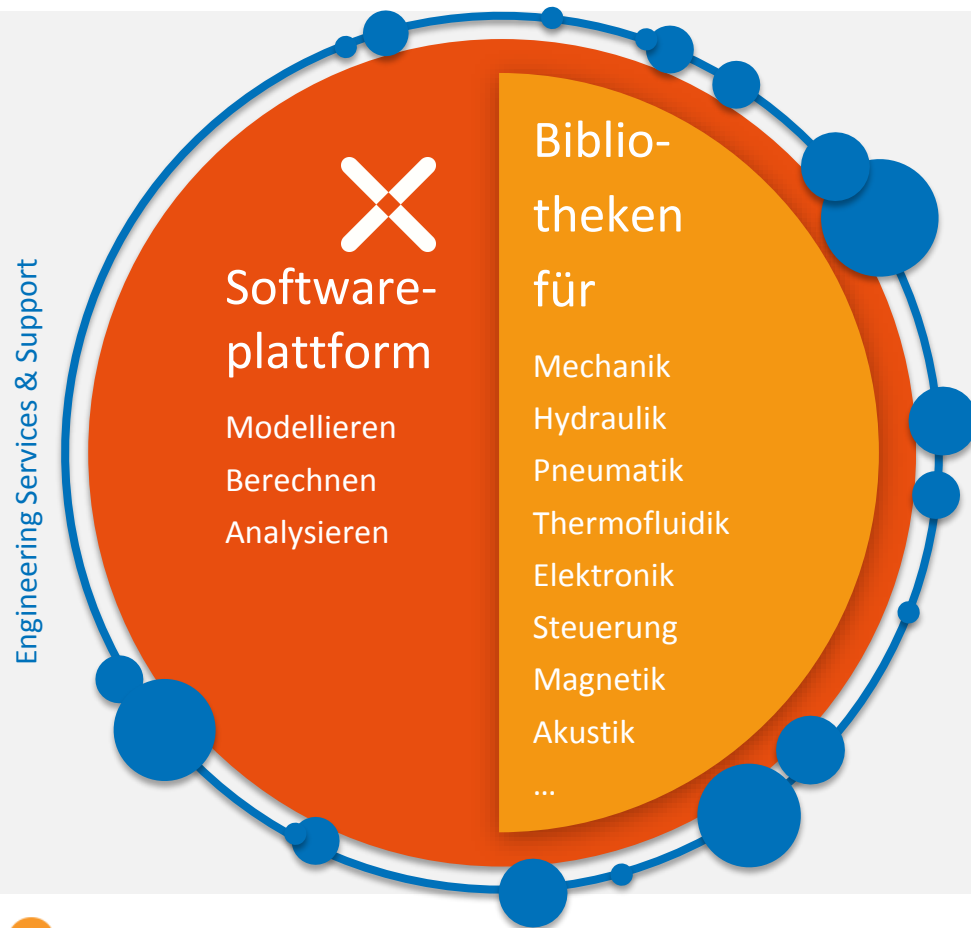 Engineering Services & Support
Software-
plattform
Modellieren
Berechnen
Analysieren
Biblio-
theken
für
Mechanik
Hydraulik
Pneumatik
Thermofluidik
Elektronik
Steuerung
Magnetik
Akustik
...